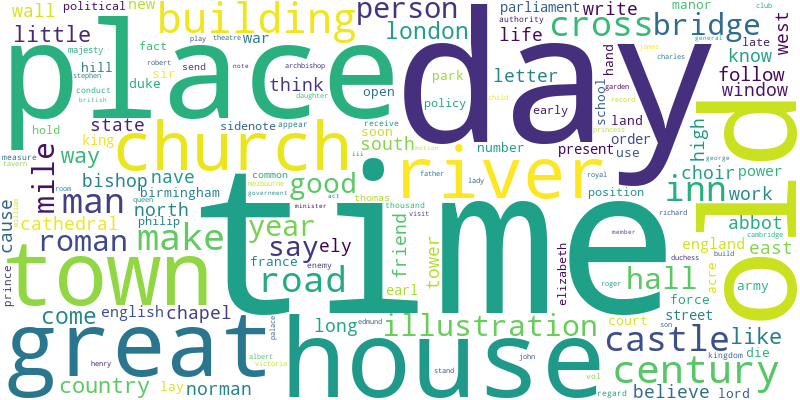 wall political new building person parliament write manor club
little majesty fact war london life authority cross bridge general
place day play theatre west
hill stephen robert send note archbishop think letter hand park know late charles
duke sir open follow window
conduct british daughter policy early school garden record
hold state sidenote appear receive soon land princess
king church south number present order use high old
measure tavern mile way nave common iii river george
bishop good father lady royal inn choir power
room man birmingham melbourne government act thomas position work
cathedral queen north minister thousand visit richard
william philip time member abbot cambridge
cause roman make year say ely friend tower england east
prince town france enemy road earl elizabeth roger hall acre duchess build
force army
come english chapel great house long edmund illustration court street castle son like
palace john kingdom die
henry albert victoria stand century
country lay norman vol regard believe lord